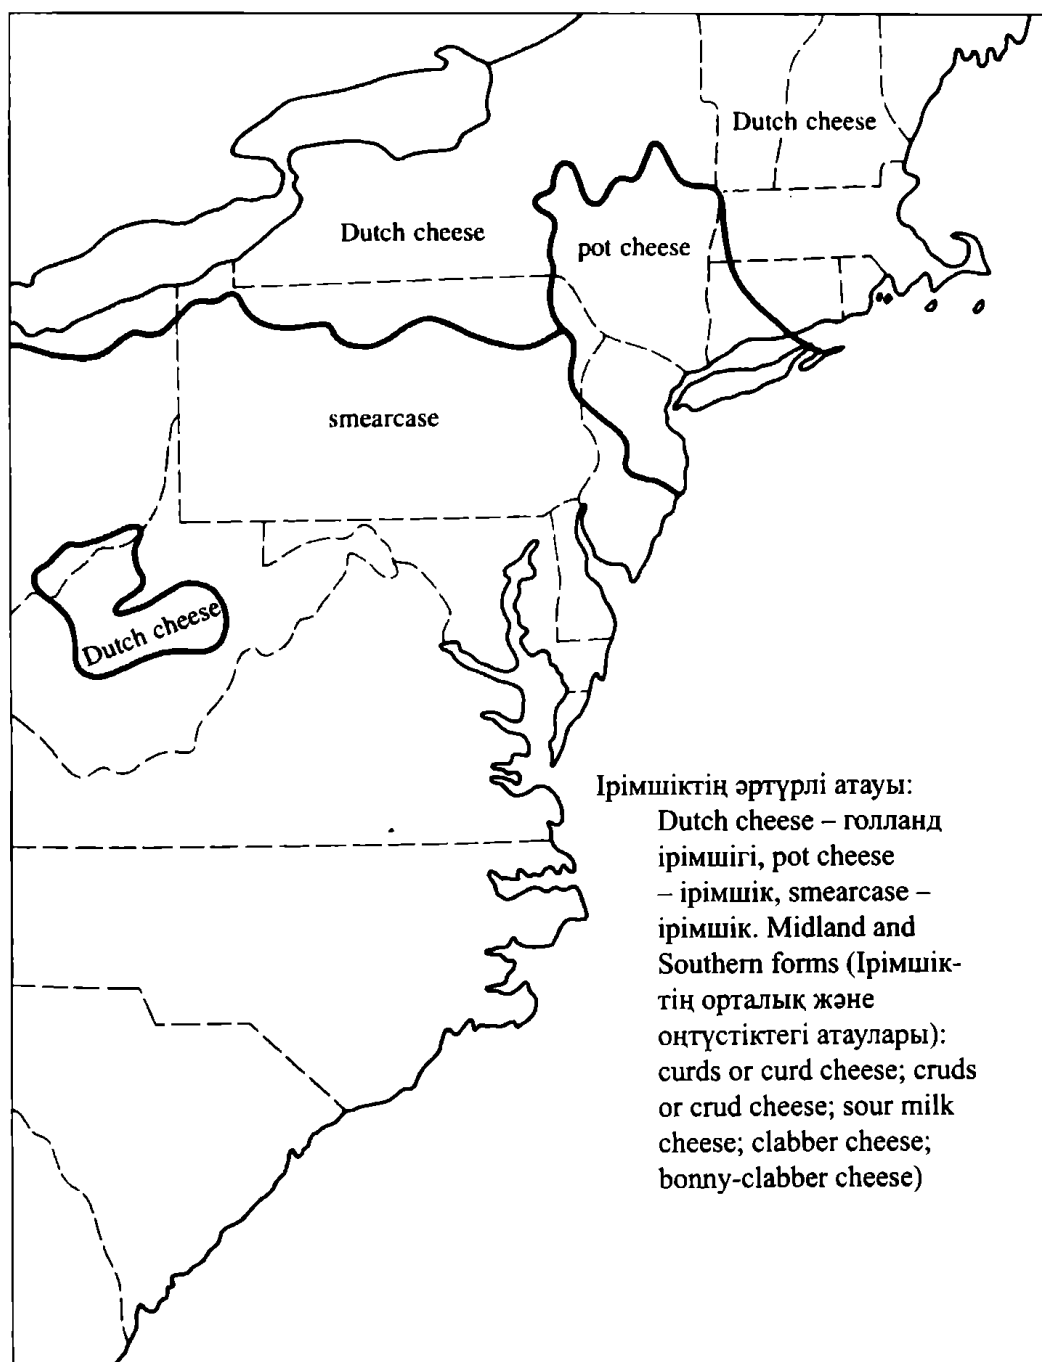 Dutch cheese
Dutch cheese
pot cheese
smearcase
Dutch cheese
Ірімшіктің әртүрлі атауы:
Dutch cheese – голланд
ірімшігі, pot cheese
– ірімшік, smearcase –
ірімшік. Midland and
Southern forms (Ірімшік-
тің орталық және
оңтүстіктегі атаулары):
curds or curd cheese; cruds
or crud cheese; sour milk
cheese; clabber cheese;
bonny-clabber cheese)